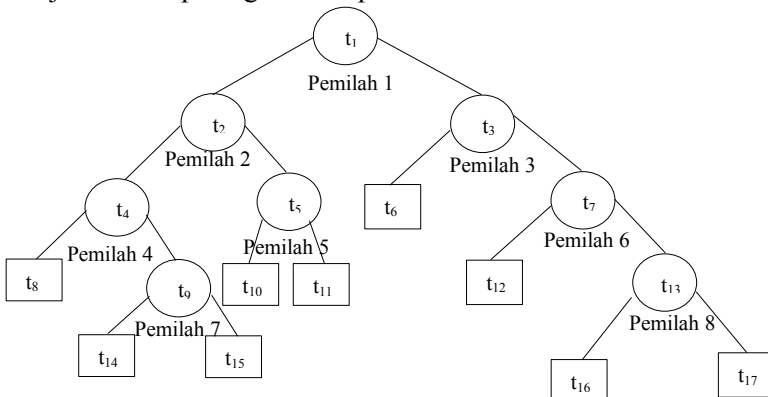 t₁
Pemilah 1
t₂
Pemilah 2
t₃
Pemilah 3
t₄
Pemilah 4
t₅
Pemilah 5
t₆
t₇
Pemilah 6
t₈
t₉
Pemilah 7
t₁₀
t₁₁
t₁₂
t₁₃
Pemilah 8
t₁₄
t₁₅
t₁₆
t₁₇